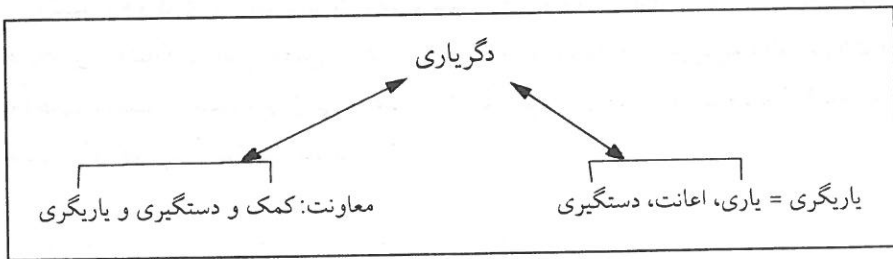 دگریاری
یاریگری = یاری، اعانت، دستگیری
معاونت: کمک و دستگیری و یاریگری